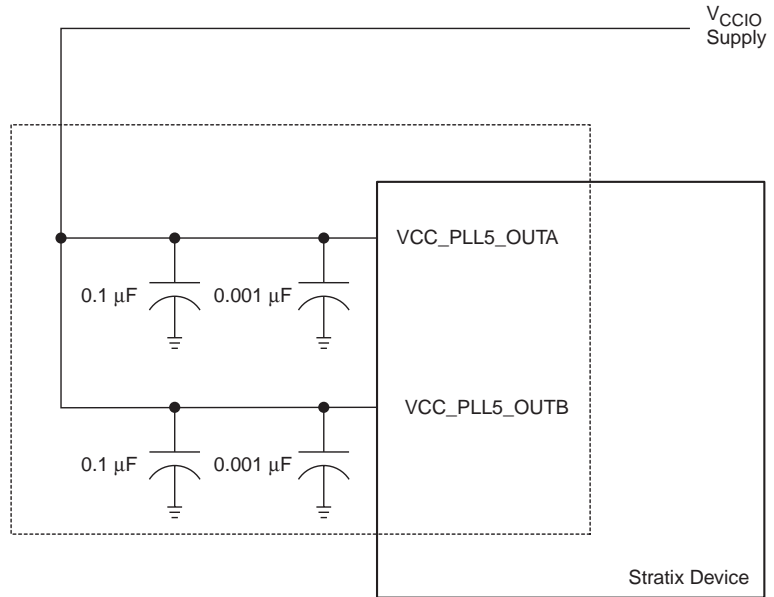 VCCIO
Supply
VCC_PLL5_OUTA
0.1 μF
0.001 μF
VCC_PLL5_OUTB
0.1 μF
0.001 μF
Stratix Device